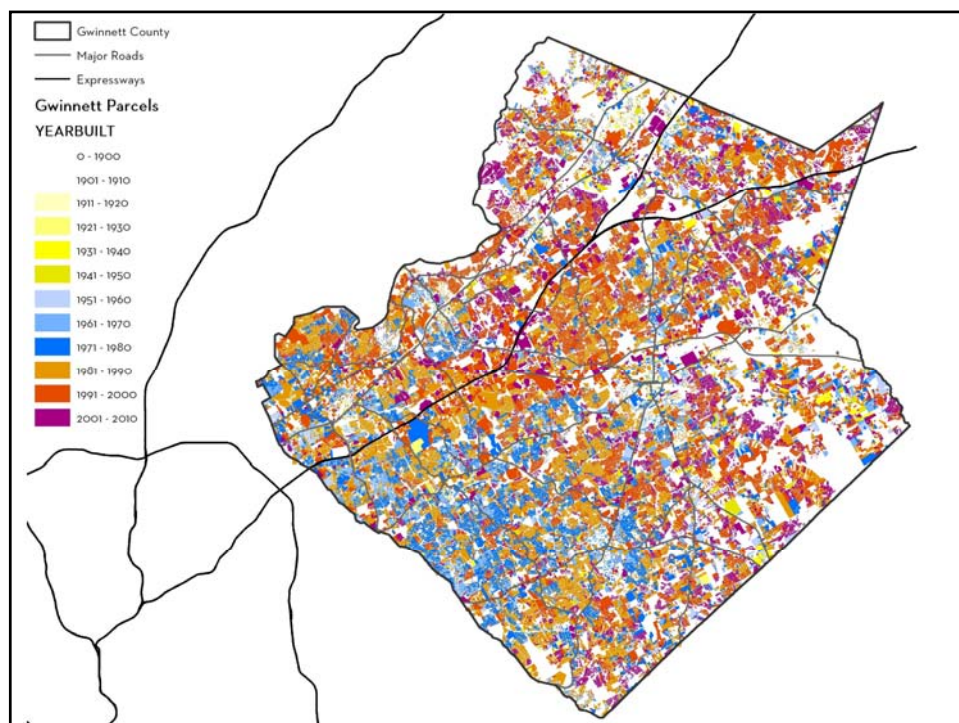 Gwinnett County
Major Roads
Expressways
Gwinnett Parcels
YEARBUILT
0 - 1900
1901 - 1910
1911 - 1920
1921 - 1930
1931 - 1940
1941 - 1950
1951 - 1960
1961 - 1970
1971 - 1980
1981 - 1990
1991 - 2000
2001 - 2010